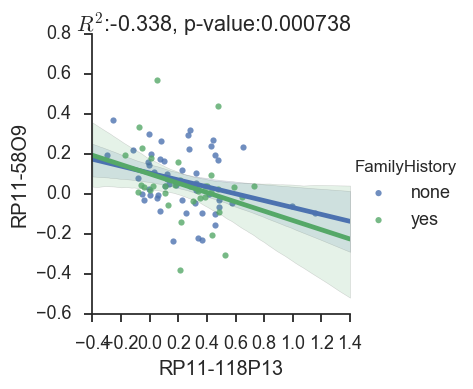 R²:-0.338, p-value:0.000738
0.8
0.6
0.4
0.2
0.0
−0.2
−0.4
−0.6
RP11-58O9
−0.4 −0.2 0.0 0.2 0.4 0.6 0.8 1.0 1.2 1.4
RP11-118P13
FamilyHistory
none
yes